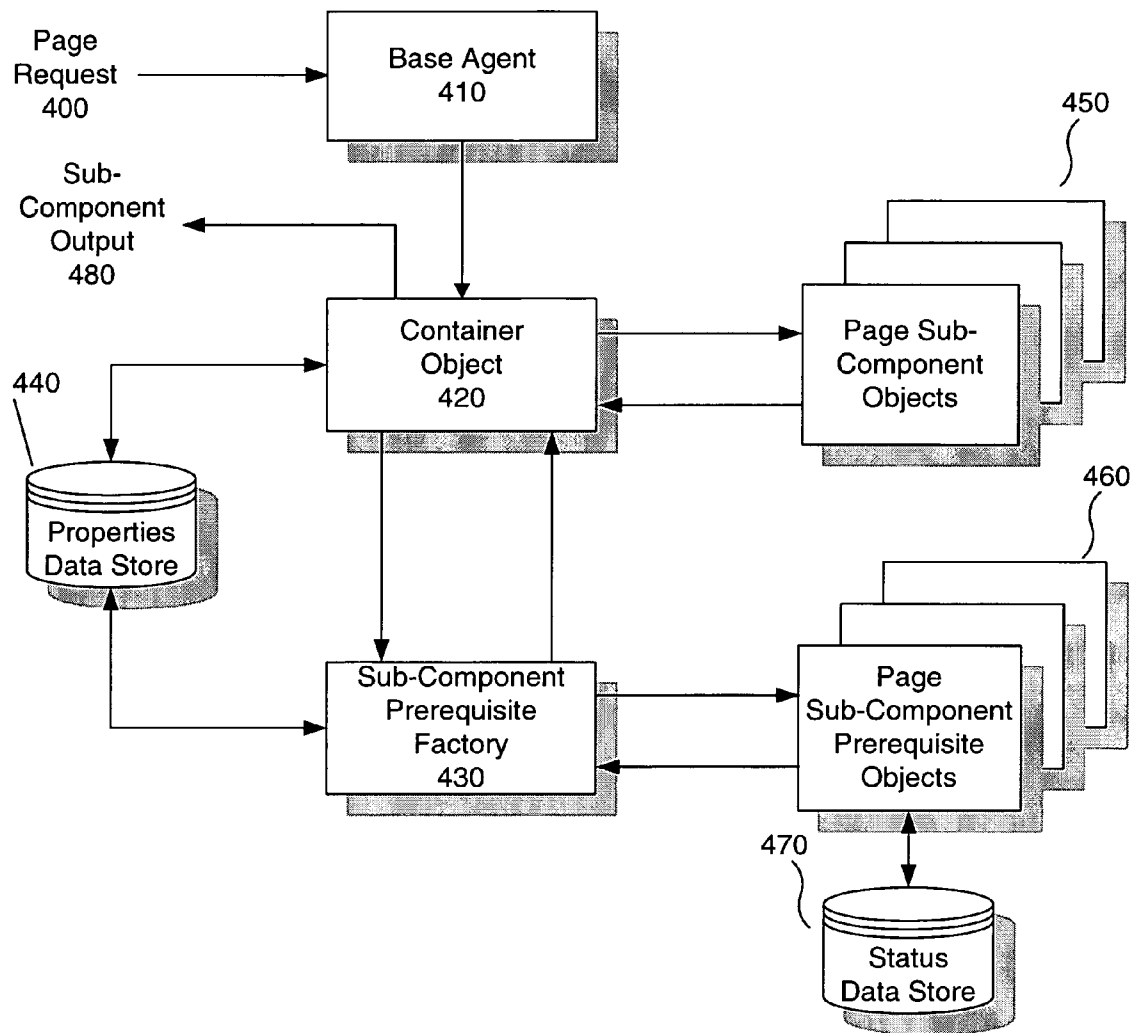 Page
Request
400
Base Agent
410
450
Sub-
Component
Output
480
Container
Object
420
Page Sub-
Component
Objects
440
Properties
Data Store
460
Sub-Component
Prerequisite
Factory
430
Page
Sub-Component
Prerequisite
Objects
470
Status
Data Store